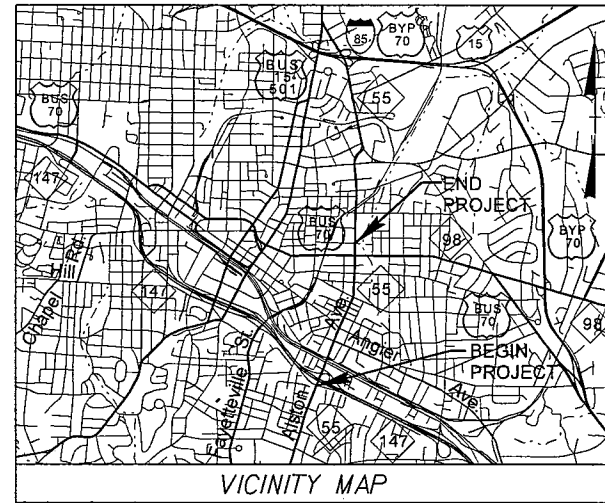 85
BYP
70
15
BUS
15
501
55
BUS
70
147
END
PROJECT
BUS
70
98
BYP
70
Chapel
Hill
Rd.
147
55
BUS
70
98
Ave
Angier
Ave
BEGIN
PROJECT
Fayetteville St.
Alston
55
147
VICINITY MAP